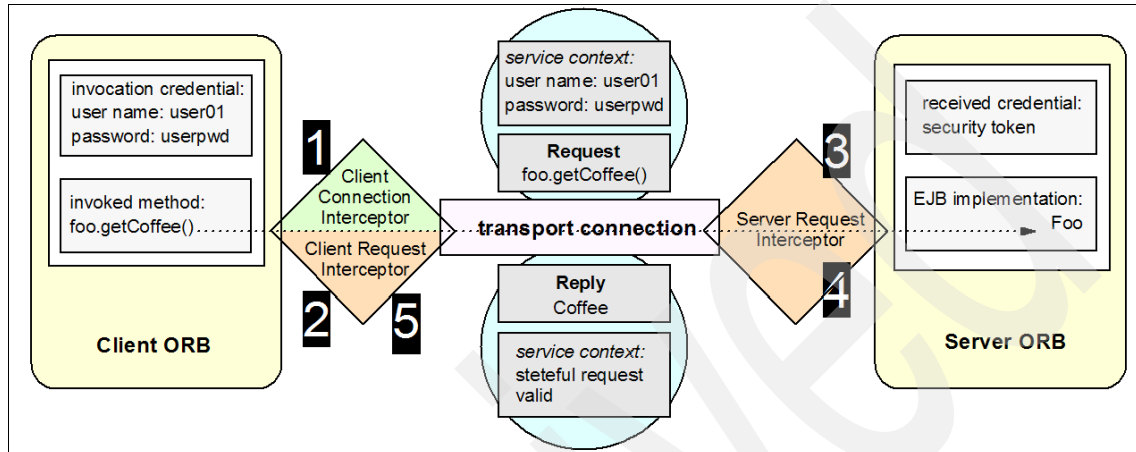 invocation credential:
user name: user01
password: userpwd
invoked method:
foo.getCoffee()
Client ORB
1
Client
Connection
Interceptor
Client Request
Interceptor
2
5
service context:
user name: user01
password: userpwd
Request
foo.getCoffee()
transport connection
Reply
Coffee
service context:
steteful request
valid
3
Server Request
Interceptor
4
received credential:
security token
EJB implementation:
Foo
Server ORB